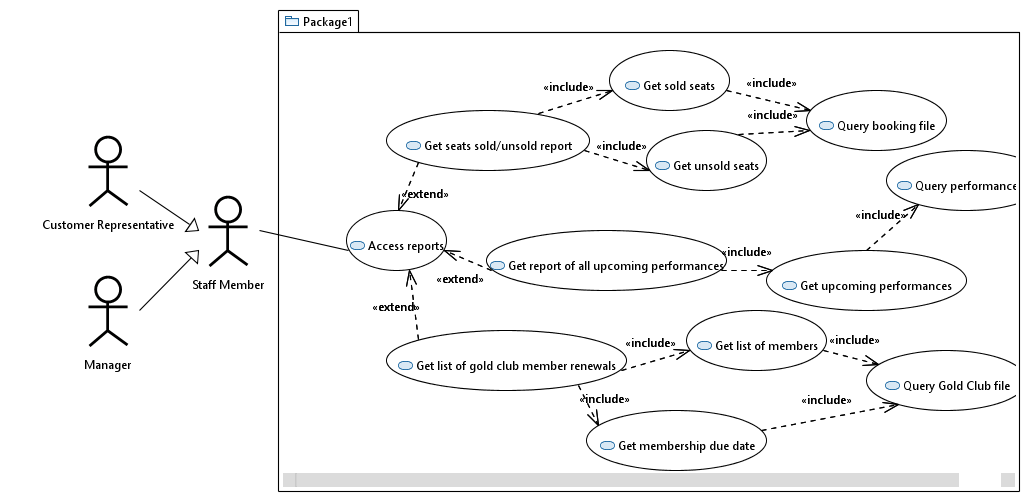 Package1
«include»
Get sold seats
«include»
Query booking file
«include»
Get seats sold/unsold report
«include»
Get unsold seats
«extend»
Query performance
«include»
Customer Representative
Staff Member
Access reports
«extend»
Get report of all upcoming performances
«include»
Get upcoming performances
«extend»
Manager
Get list of gold club member renewals
«include»
Get list of members
«include»
Query Gold Club file
«include»
Get membership due date
«include»